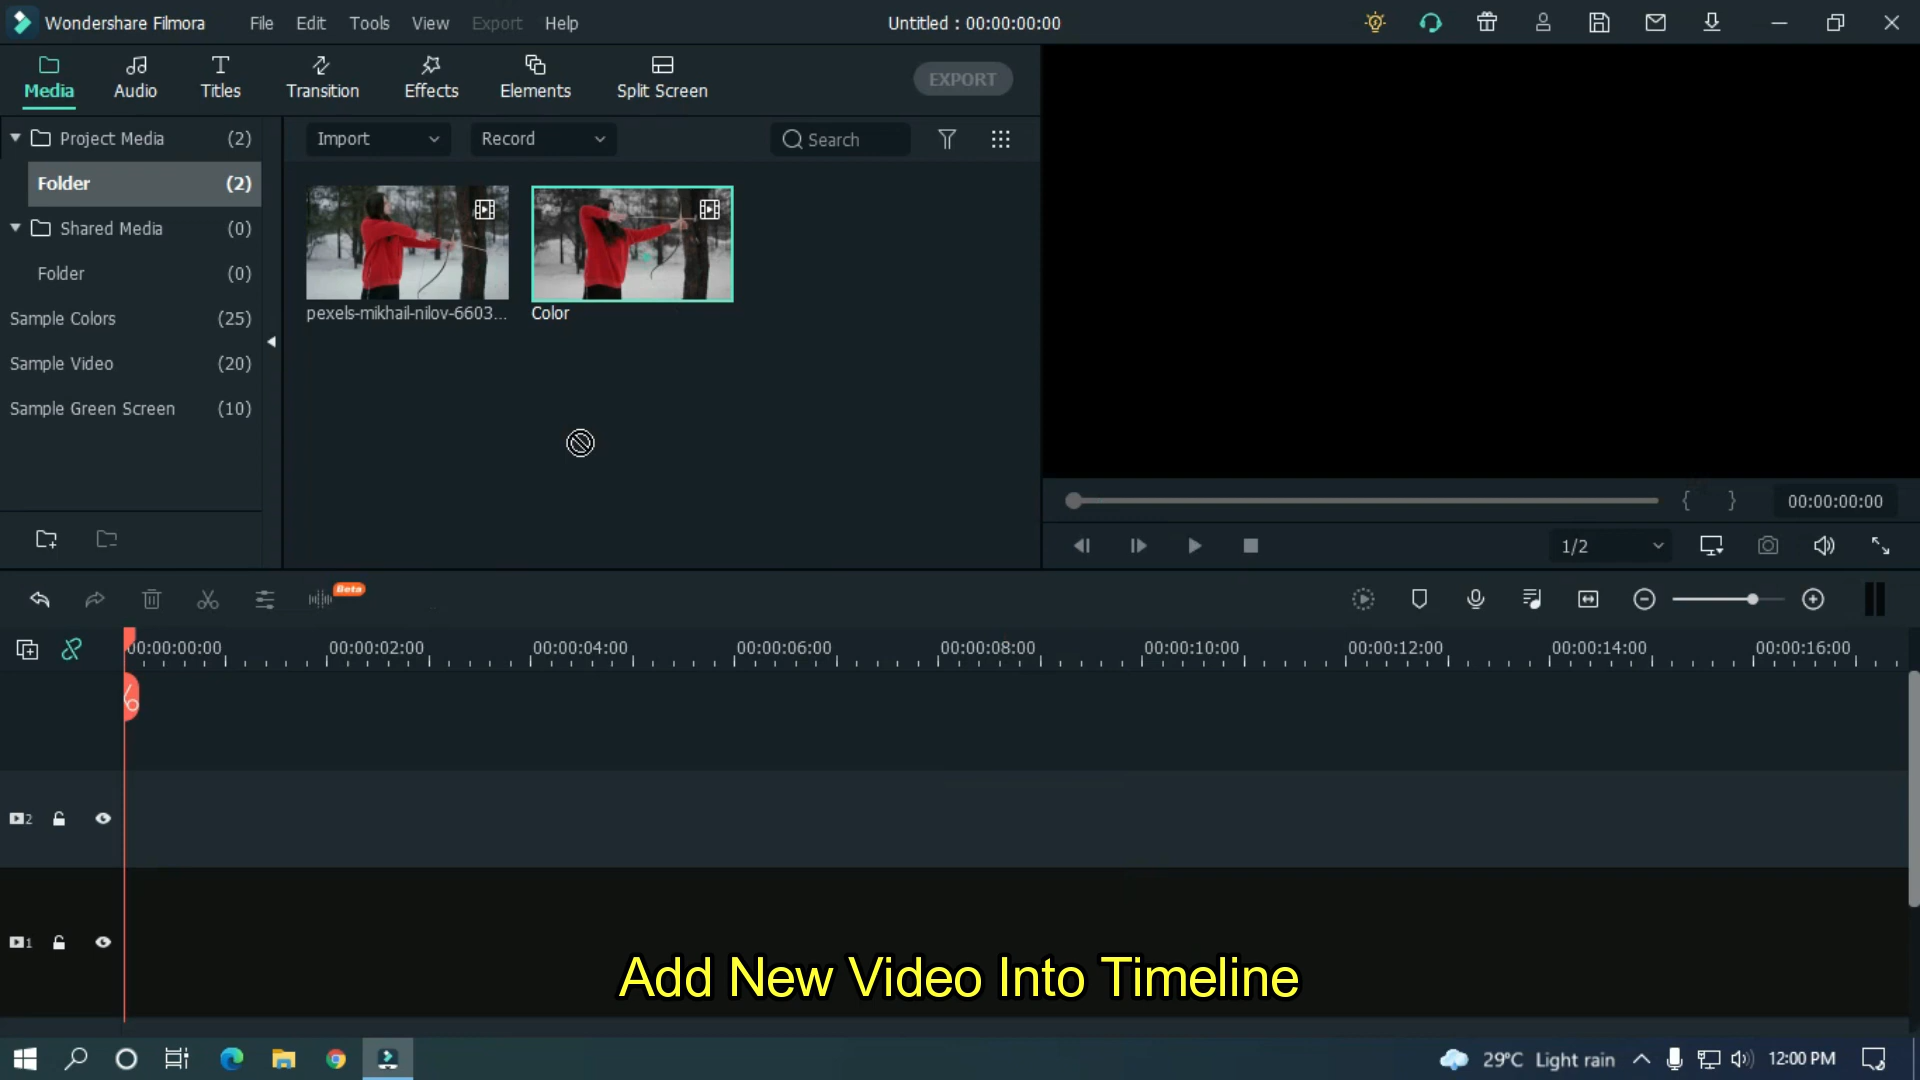 Wondershare Filmora File Edit Tools View Export Help Untitled : 00:00:00:00
Media Audio Titles Transition Effects Elements Split Screen EXPORT
Project Media (2) Import Record Search
Folder (2)
Shared Media (0)
Folder (0)
Sample Colors (25)
Sample Video (20)
Sample Green Screen (10)
pexels-mikhail-nilov-6603... Color
{ } 00:00:00:00
1/2
Beta
00:00:00:00 00:00:02:00 00:00:04:00 00:00:06:00 00:00:08:00 00:00:10:00 00:00:12:00 00:00:14:00 00:00:16:00
2
1
Add New Video Into Timeline
29°C Light rain 12:00 PM